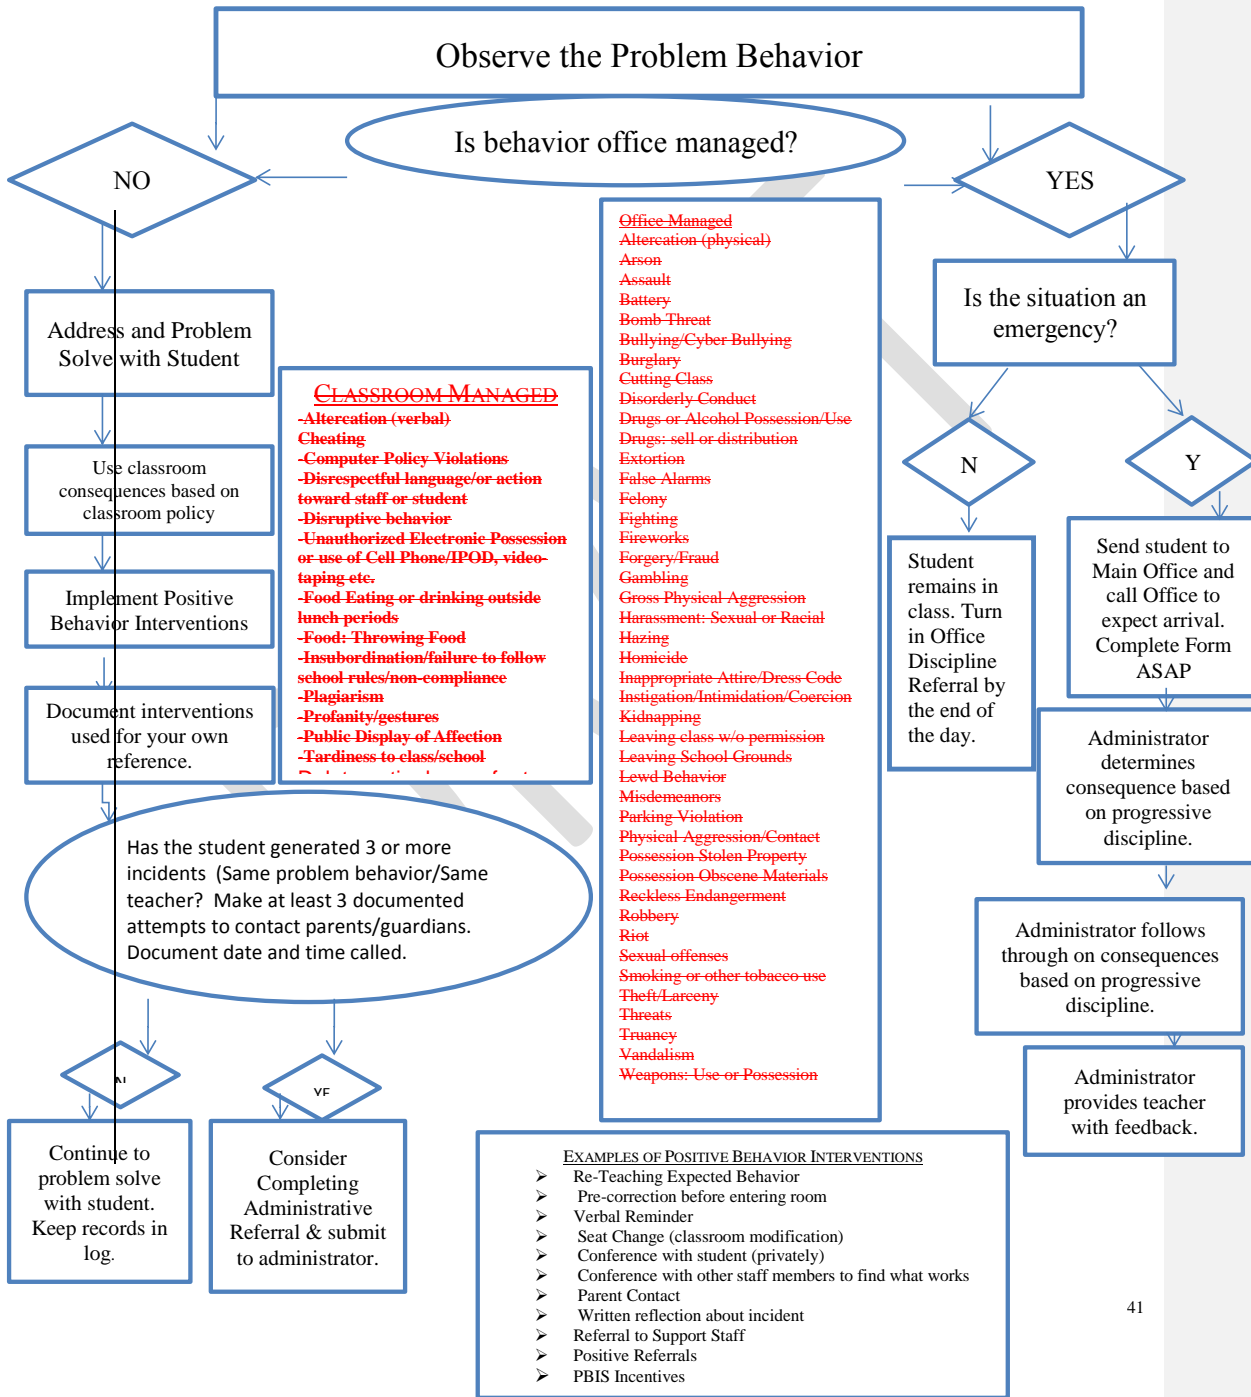 Observe the Problem Behavior
Is behavior office managed?
NO
YES
Address and Problem
Solve with Student
Use classroom
consequences based on
classroom policy
Implement Positive
Behavior Interventions
Document interventions
used for your own
reference.
CLASSROOM MANAGED
-Altercation (verbal)
Cheating
-Computer Policy Violations
-Disrespectful language/or action
toward staff or student
-Disruptive behavior
-Unauthorized Electronic Possession
or use of Cell Phone/IPOD, video-
taping etc.
-Food Eating or drinking outside
lunch periods
-Food: Throwing Food
-Insubordination/failure to follow
school rules/non-compliance
-Plagiarism
-Profanity/gestures
-Public Display of Affection
-Tardiness to class/school
Office Managed
Altercation (physical)
Arson
Assault
Battery
Bomb Threat
Bullying/Cyber Bullying
Burglary
Cutting Class
Disorderly Conduct
Drugs or Alcohol Possession/Use
Drugs: sell or distribution
Extortion
False Alarms
Felony
Fighting
Fireworks
Forgery/Fraud
Gambling
Gross Physical Aggression
Harassment: Sexual or Racial
Hazing
Homicide
Inappropriate Attire/Dress Code
Instigation/Intimidation/Coercion
Kidnapping
Leaving class w/o permission
Leaving School Grounds
Lewd Behavior
Misdemeanors
Parking Violation
Physical Aggression/Contact
Possession Stolen Property
Possession Obscene Materials
Reckless Endangerment
Robbery
Riot
Sexual offenses
Smoking or other tobacco use
Theft/Larceny
Threats
Truancy
Vandalism
Weapons: Use or Possession
Is the situation an
emergency?
N
Y
Student
remains in
class. Turn
in Office
Discipline
Referral by
the end of
the day.
Send student to
Main Office and
call Office to
expect arrival.
Complete Form
ASAP
Administrator
determines
consequence based
on progressive
discipline.
Administrator follows
through on consequences
based on progressive
discipline.
Administrator
provides teacher
with feedback.
Has the student generated 3 or more
incidents (Same problem behavior/Same
teacher? Make at least 3 documented
attempts to contact parents/guardians.
Document date and time called.
Continue to
problem solve
with student.
Keep records in
log.
Consider
Completing
Administrative
Referral & submit
to administrator.
EXAMPLES OF POSITIVE BEHAVIOR INTERVENTIONS
➤ Re-Teaching Expected Behavior
➤ Pre-correction before entering room
➤ Verbal Reminder
➤ Seat Change (classroom modification)
➤ Conference with student (privately)
➤ Conference with other staff members to find what works
➤ Parent Contact
➤ Written reflection about incident
➤ Referral to Support Staff
➤ Positive Referrals
➤ PBIS Incentives
41